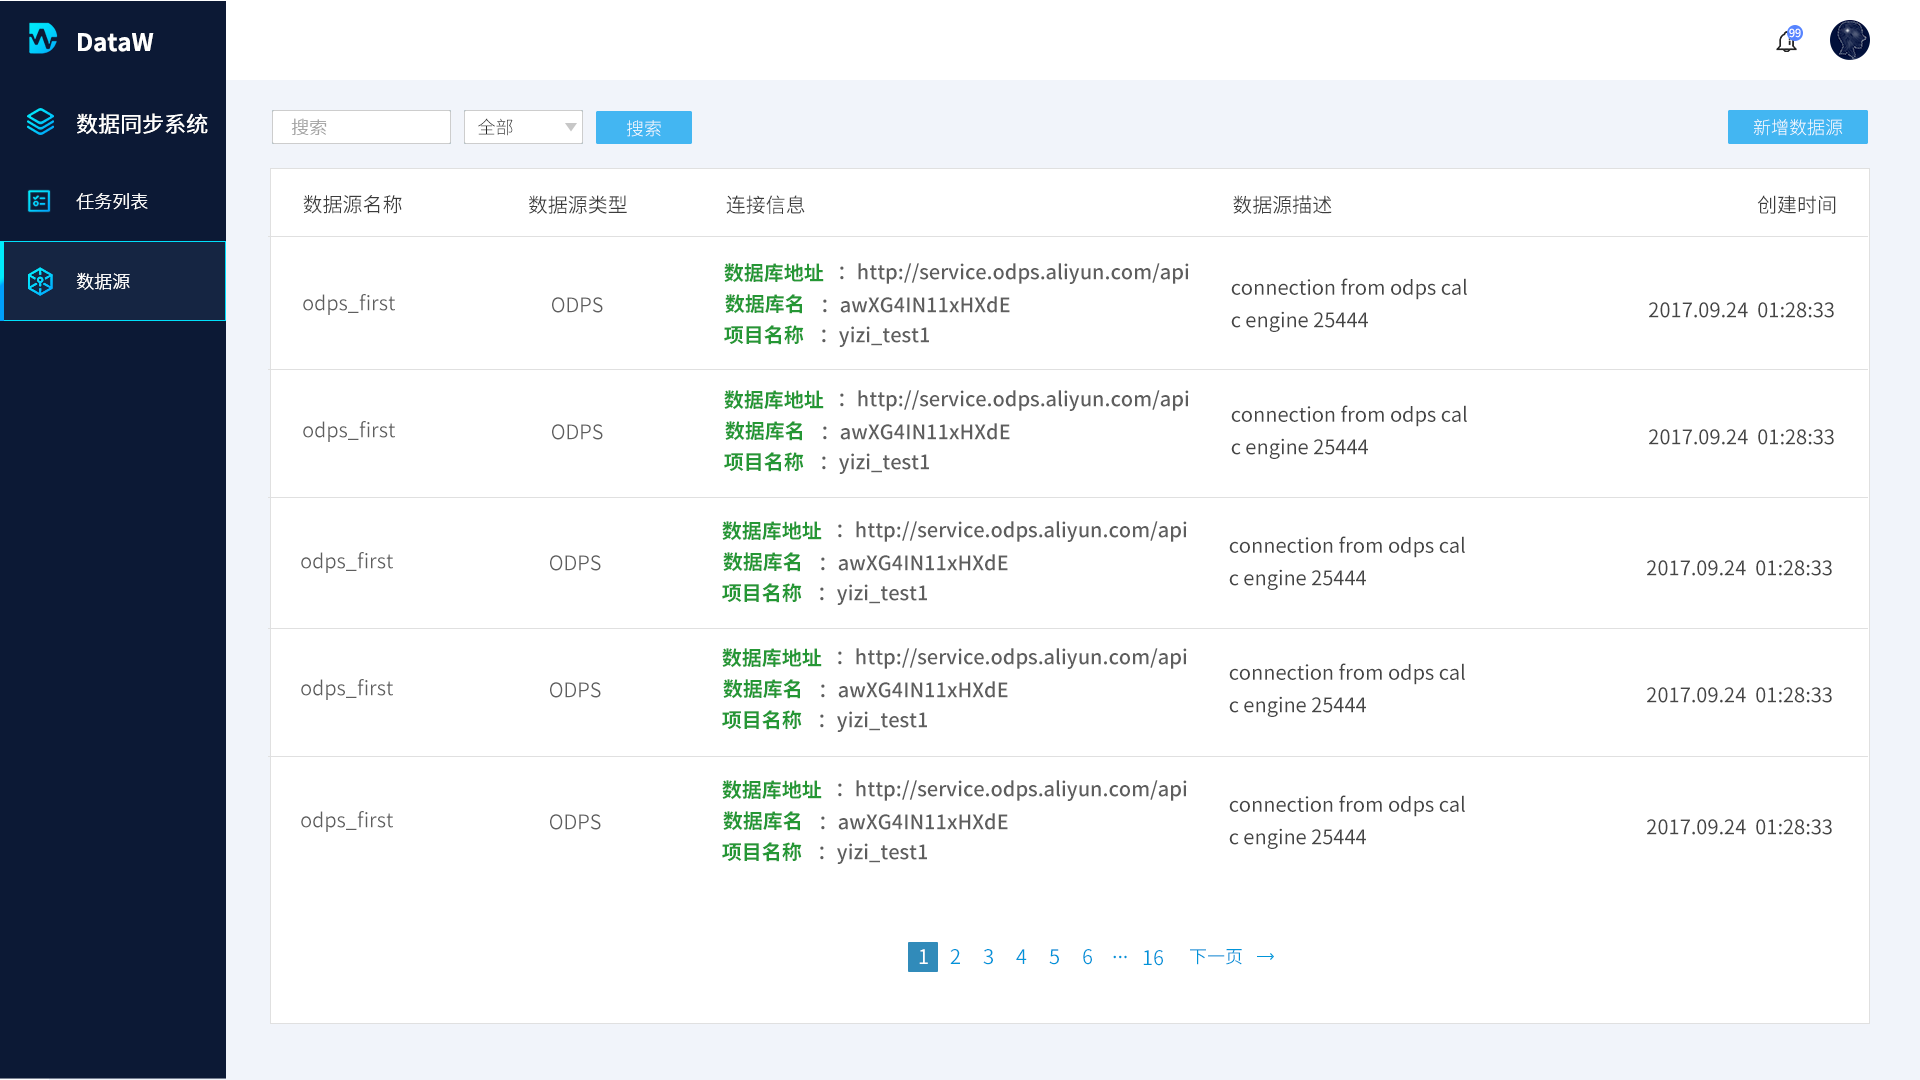 DataW
99
数据同步系统
任务列表
数据源
搜索
全部
搜索
新增数据源
数据源名称 数据源类型 连接信息 数据源描述 创建时间
odps_first
ODPS
数据库地址 ： http://service.odps.aliyun.com/api
数据库名 ： awXG4IN11xHXdE
项目名称 ： yizi_test1
connection from odps cal
c engine 25444
2017.09.24 01:28:33
odps_first
ODPS
数据库地址 ： http://service.odps.aliyun.com/api
数据库名 ： awXG4IN11xHXdE
项目名称 ： yizi_test1
connection from odps cal
c engine 25444
2017.09.24 01:28:33
odps_first
ODPS
数据库地址 ： http://service.odps.aliyun.com/api
数据库名 ： awXG4IN11xHXdE
项目名称 ： yizi_test1
connection from odps cal
c engine 25444
2017.09.24 01:28:33
odps_first
ODPS
数据库地址 ： http://service.odps.aliyun.com/api
数据库名 ： awXG4IN11xHXdE
项目名称 ： yizi_test1
connection from odps cal
c engine 25444
2017.09.24 01:28:33
odps_first
ODPS
数据库地址 ： http://service.odps.aliyun.com/api
数据库名 ： awXG4IN11xHXdE
项目名称 ： yizi_test1
connection from odps cal
c engine 25444
2017.09.24 01:28:33
1 2 3 4 5 6 … 16 下一页 →